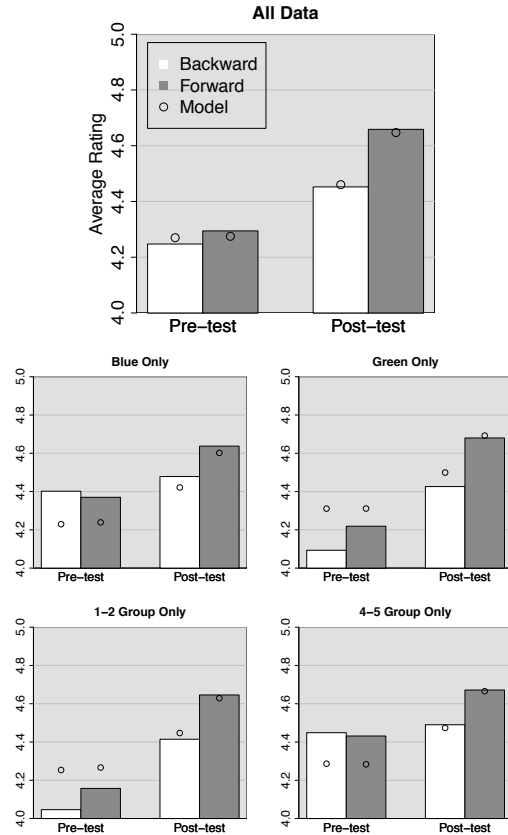 All Data
Backward
Forward
Model
Average Rating
4.0 4.2 4.4 4.6 4.8 5.0
Pre-test Post-test
Blue Only
4.0 4.2 4.4 4.6 4.8 5.0
Pre-test Post-test
Green Only
4.0 4.2 4.4 4.6 4.8 5.0
Pre-test Post-test
1-2 Group Only
4.0 4.2 4.4 4.6 4.8 5.0
Pre-test Post-test
4-5 Group Only
4.0 4.2 4.4 4.6 4.8 5.0
Pre-test Post-test